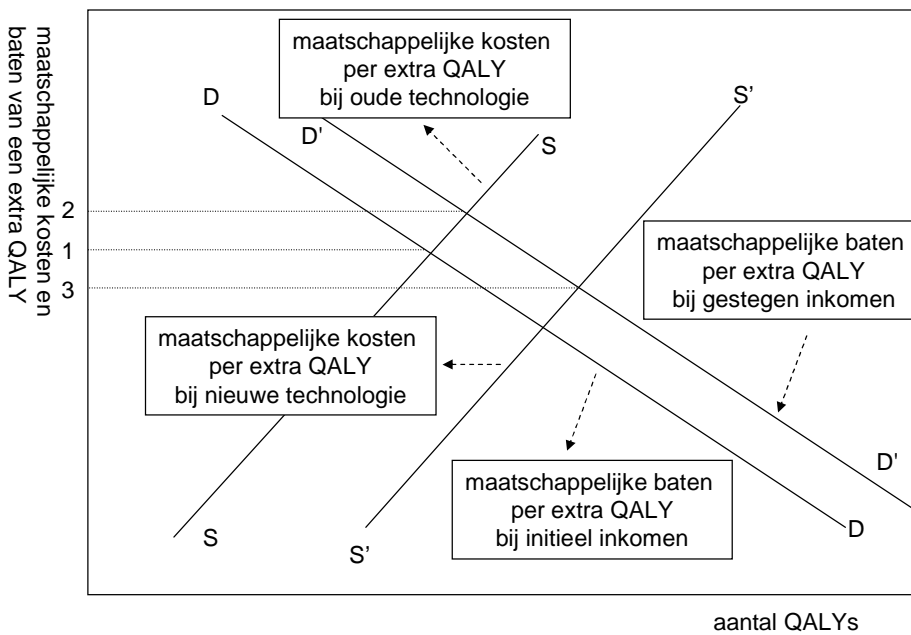 maatschappelijke kosten en
baten van een extra QALY
maatschappelijke kosten
per extra QALY
bij oude technologie
D
D'
S
S’
2
1
3
maatschappelijke baten
per extra QALY
bij gestegen inkomen
maatschappelijke kosten
per extra QALY
bij nieuwe technologie
maatschappelijke baten
per extra QALY
bij initieel inkomen
D'
D
S
S’
aantal QALYs